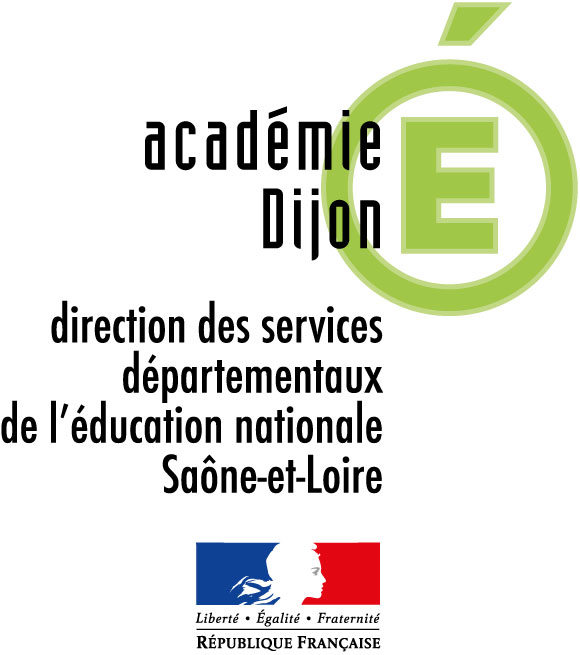 académie
Dijon
É
direction des services
départementaux
de l'éducation nationale
Saône-et-Loire
Liberté • Égalité • Fraternité
RÉPUBLIQUE FRANÇAISE